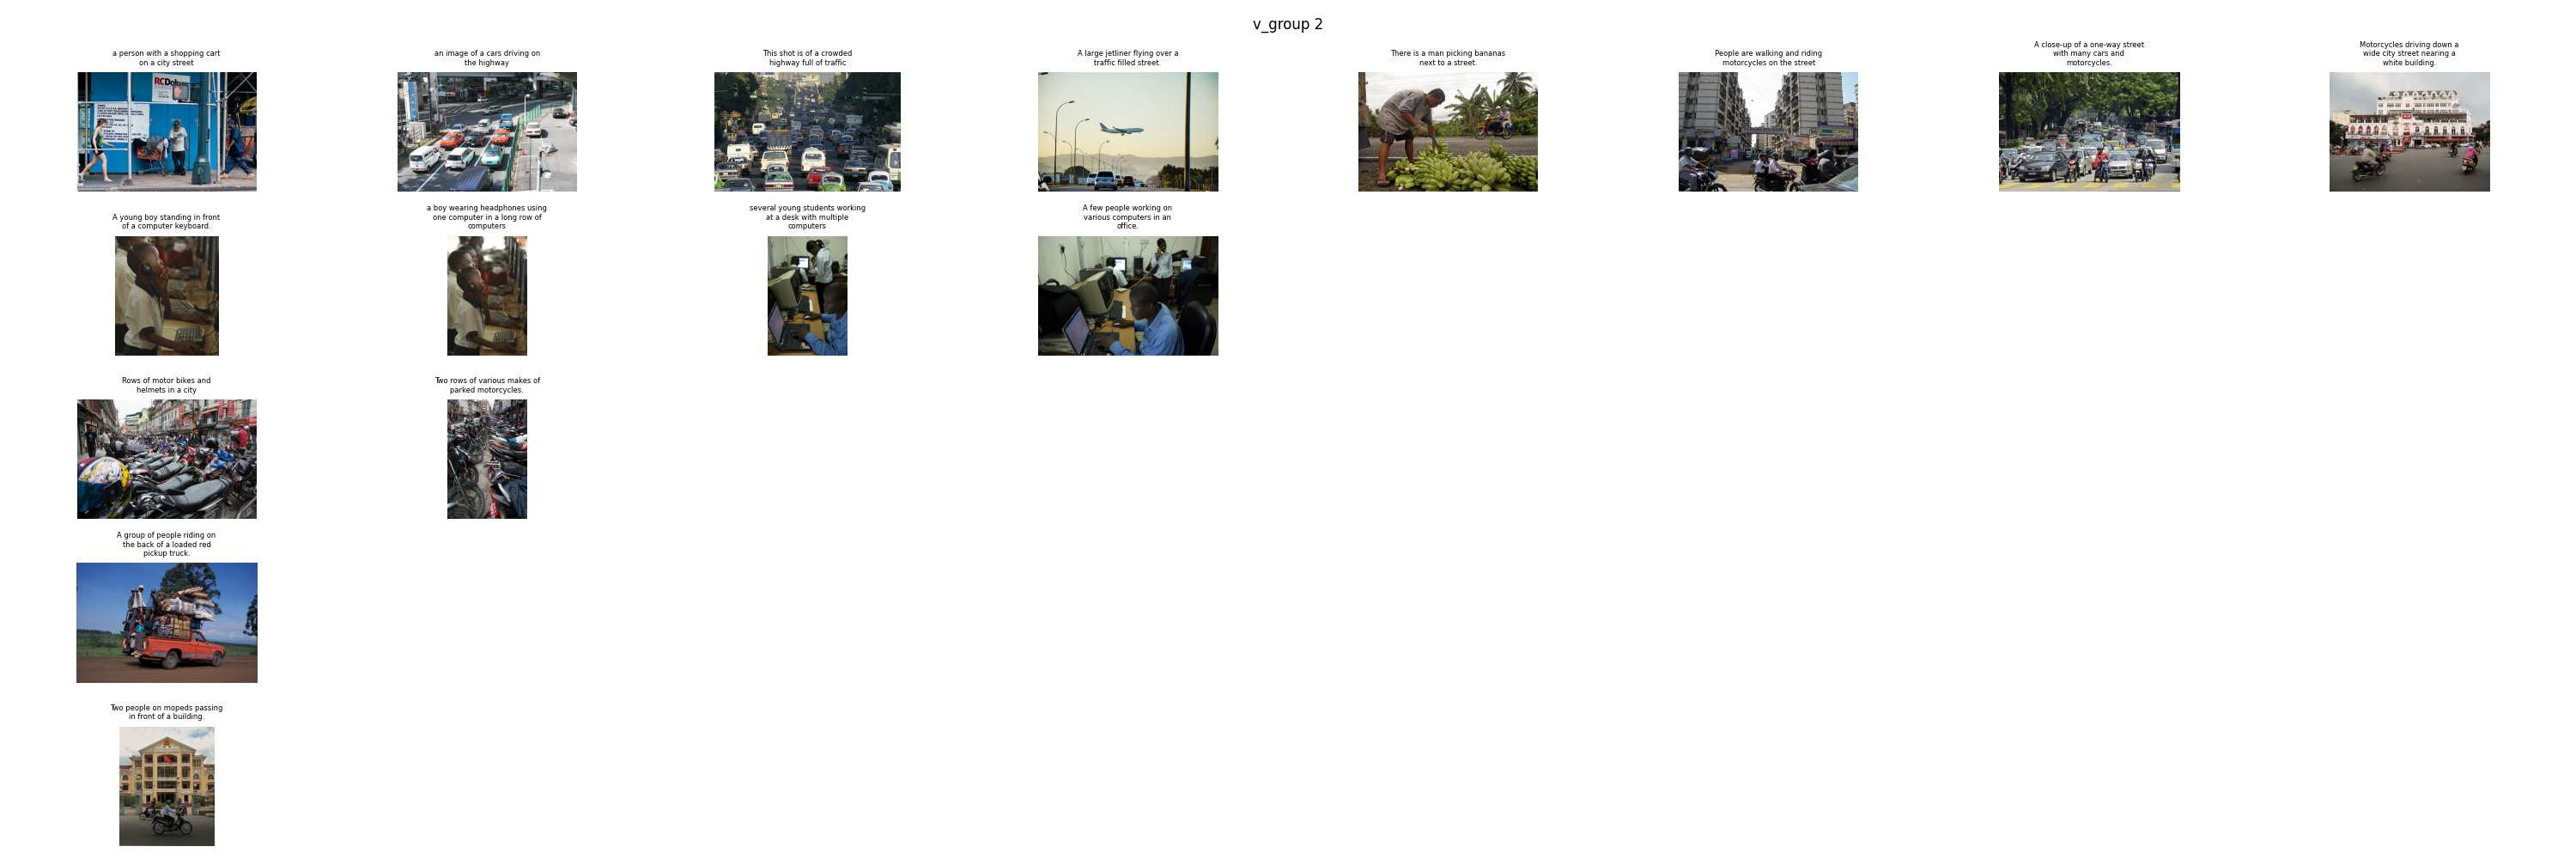 v_group 2
a person with a shopping cart
on a city street
an image of a cars driving on
the highway
This shot is of a crowded
highway full of traffic
A large jetliner flying over a
traffic filled street.
There is a man picking bananas
next to a street.
People are walking and riding
motorcycles on the street
A close-up of a one-way street
with many cars and
motorcycles.
Motorcycles driving down a
wide city street nearing a
white building.
RCDolner
A young boy standing in front
of a computer keyboard.
a boy wearing headphones using
one computer in a long row of
computers
several young students working
at a desk with multiple
computers
A few people working on
various computers in an
office.
Rows of motor bikes and
helmets in a city
Two rows of various makes of
parked motorcycles.
A group of people riding on
the back of a loaded red
pickup truck.
Two people on mopeds passing
in front of a building.